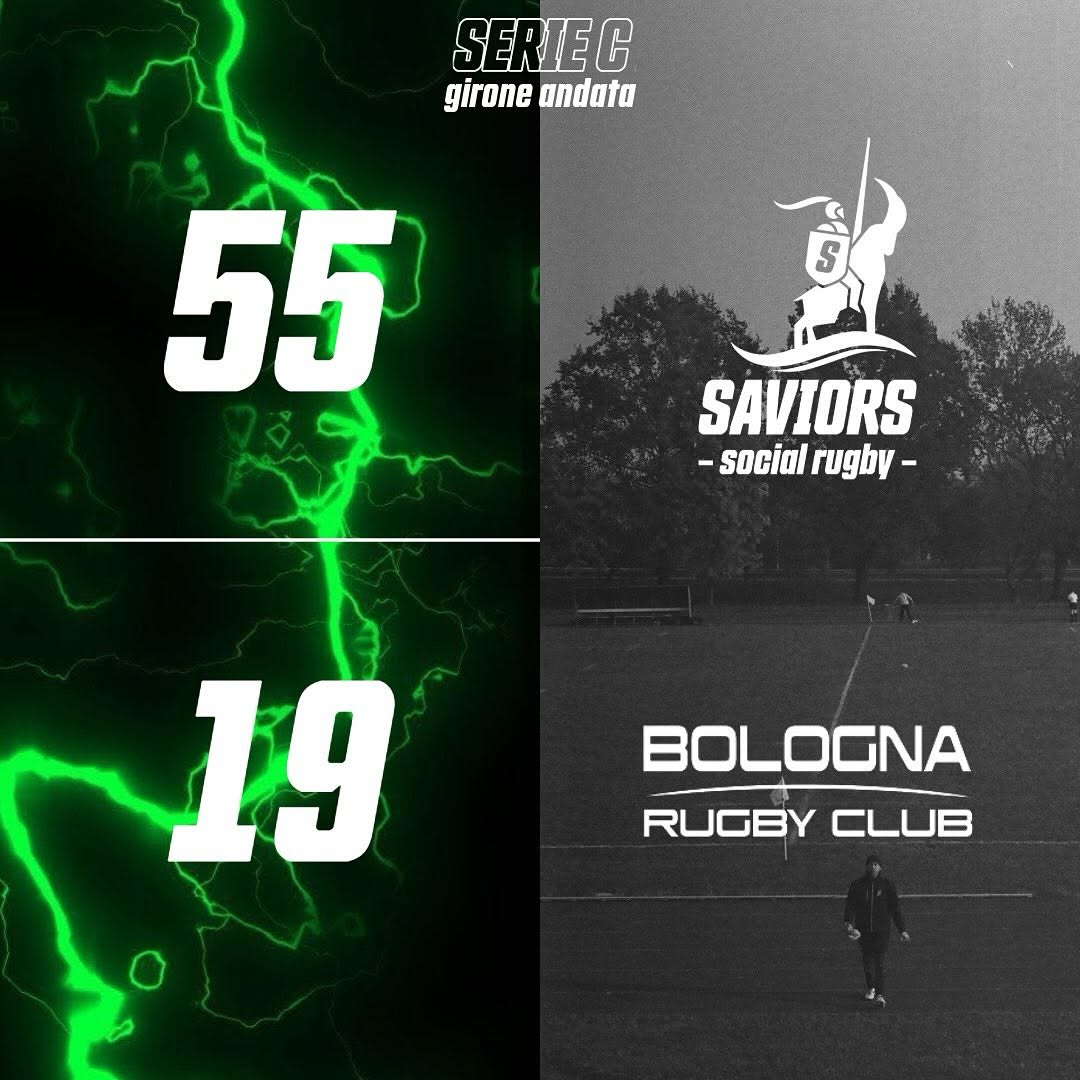 SERIE C
girone andata
55
S
SAVIORS
- social rugby -
19
BOLOGNA
RUGBY CLUB